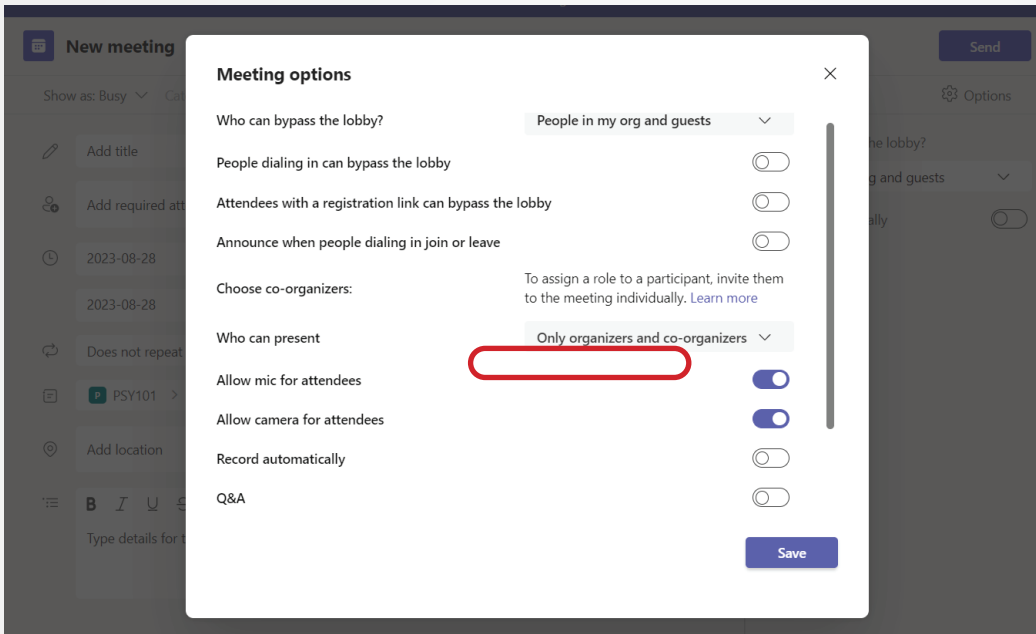 New meeting
Send
Show as: Busy
Cat
Options
Meeting options
Who can bypass the lobby?
People in my org and guests
he lobby?
g and guests
ally
People dialing in can bypass the lobby
Attendees with a registration link can bypass the lobby
Announce when people dialing in join or leave
Choose co-organizers:
To assign a role to a participant, invite them
to the meeting individually. Learn more
Who can present
Only organizers and co-organizers
Allow mic for attendees
Allow camera for attendees
Record automatically
Q&A
Save
Add title
Add required att
2023-08-28
2023-08-28
Does not repeat
P PSY101 >
Add location
B I U S
Type details for t